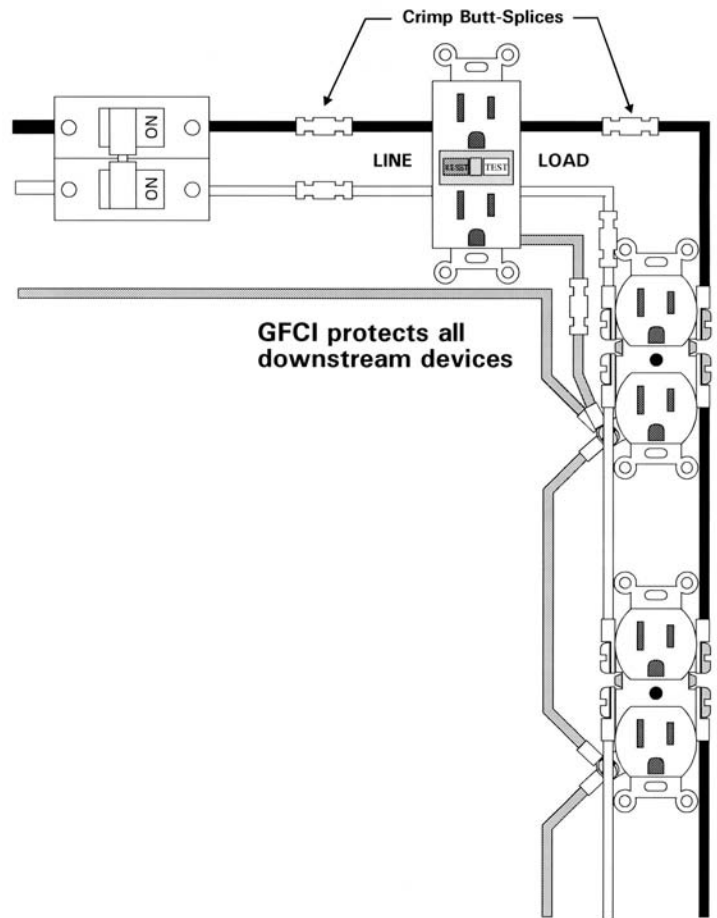 Crimp Butt-Splices
ON
ON
LINE
LOAD
RESET
TEST
GFCI protects all
downstream devices